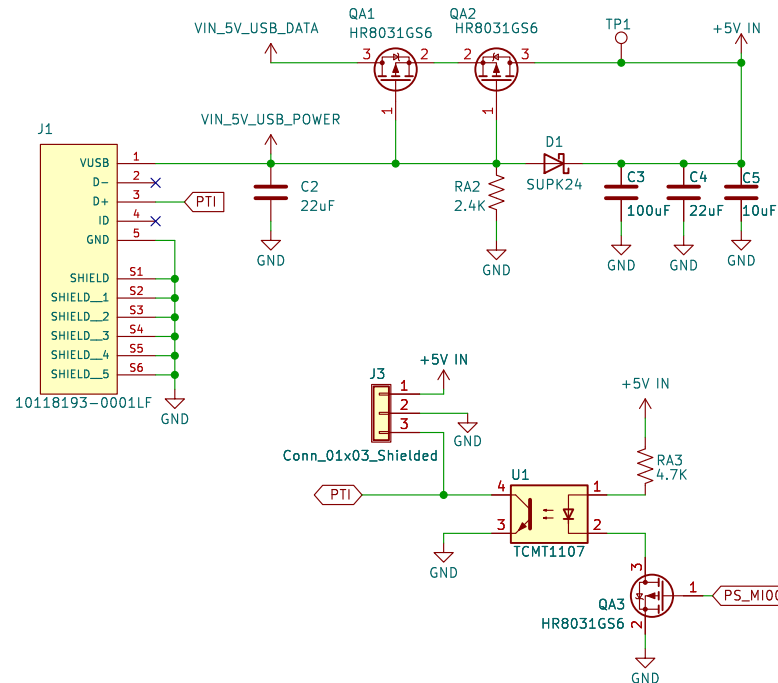 QA1
HR8031GS6
QA2
HR8031GS6
TP1
VIN_5V_USB_DATA
+5V IN
3
2
2
3
1
1
VIN_5V_USB_POWER
J1
VUSB 1
D- 2
D+ 3
PTI
ID 4
GND 5
SHIELD S1
SHIELD__1 S2
SHIELD__2 S3
SHIELD__3 S4
SHIELD__4 S5
SHIELD__5 S6
10118193-0001LF
GND
C2
22uF
GND
RA2
2.4K
GND
D1
SUPK24
C3
100uF
GND
C4
22uF
GND
C5
10uF
GND
+5V IN
J3
1
2
3
GND
Conn_01x03_Shielded
+5V IN
RA3
4.7K
PTI
U1
4
1
3
2
TCMT1107
GND
3
QA3
HR8031GS6
1
2
GND